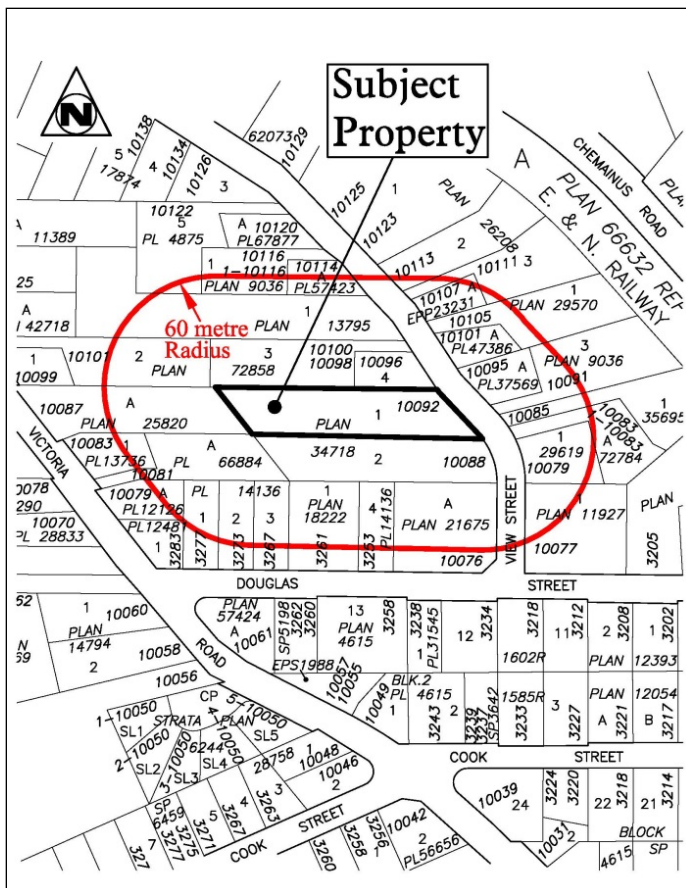 N
Subject
Property
62073
10129
10138
5
17874
4
10134
10126
3
A
PLAN 66632
E. & N. RAILWAY
CHEMAINUS
ROAD
10125
1
PLAN
10123
26208
2
10122
5
PL 4875
A 10120
PL67877
A
11389
10113
10111 3
1 10116
1-10116
10114
A
PLAN 9036
PL57423
10107 A
EPP23231
1
PLAN 29570
10105
10101 A
PL47386
60 metre
Radius
1
PLAN 13795
25
A
42718
3
PLAN 9036
1
10099
10101
2
PLAN
3
72858
10100
10098
10096
4
10095 A
PL37569
10091
10087
A
PLAN 25820
1 10092
PLAN
10085
10083
1-10083
1
35695
VICTORIA
10083
PL13736
A
PL 66884
34718
2
10088
1
29619
10079
A
72784
10081
10079 A
PL12126
PL12481
1
3283
PL 14136
1
3277
2
3273
3
3267
1
PLAN
18222
3261
4
3253
PL14136
A
PLAN 21675
10076
VIEW STREET
1
PLAN 11927
10077
PLAN
3205
10078
290
10070
PL 28833
DOUGLAS
STREET
1 10060
PLAN
14794
10058
2
10056
ROAD
PLAN
57424
A
10061
SP5198
3262
3260
13
PLAN
4615
3258
3238
1
PL31545
12
3234
3218
1602R
11
3212
2
3208
1
3202
PLAN 12393
EPS1988
10057
10055
10049
BLK.2
PL 4615
1
3243
2
3239
3237
SP3642
1585R
3233
3
3227
PLAN
A
3221
12054
B
3217
1-10050
SL1
2-10050
SL2
3-10050
SL3
CP
STRATA PLAN
6244
SL4
4-10050
5-10050
SL5
28758
1
10048
10046
2
COOK
STREET
10039
24
3224
3220
22
3218
21
3214
10031
2
BLOCK
4615
SP
7
327
SP
6459
3277
3275
5
3271
4
3267
3
3263
COOK
STREET
3260
3258
3256
1
10042
2
PL56656